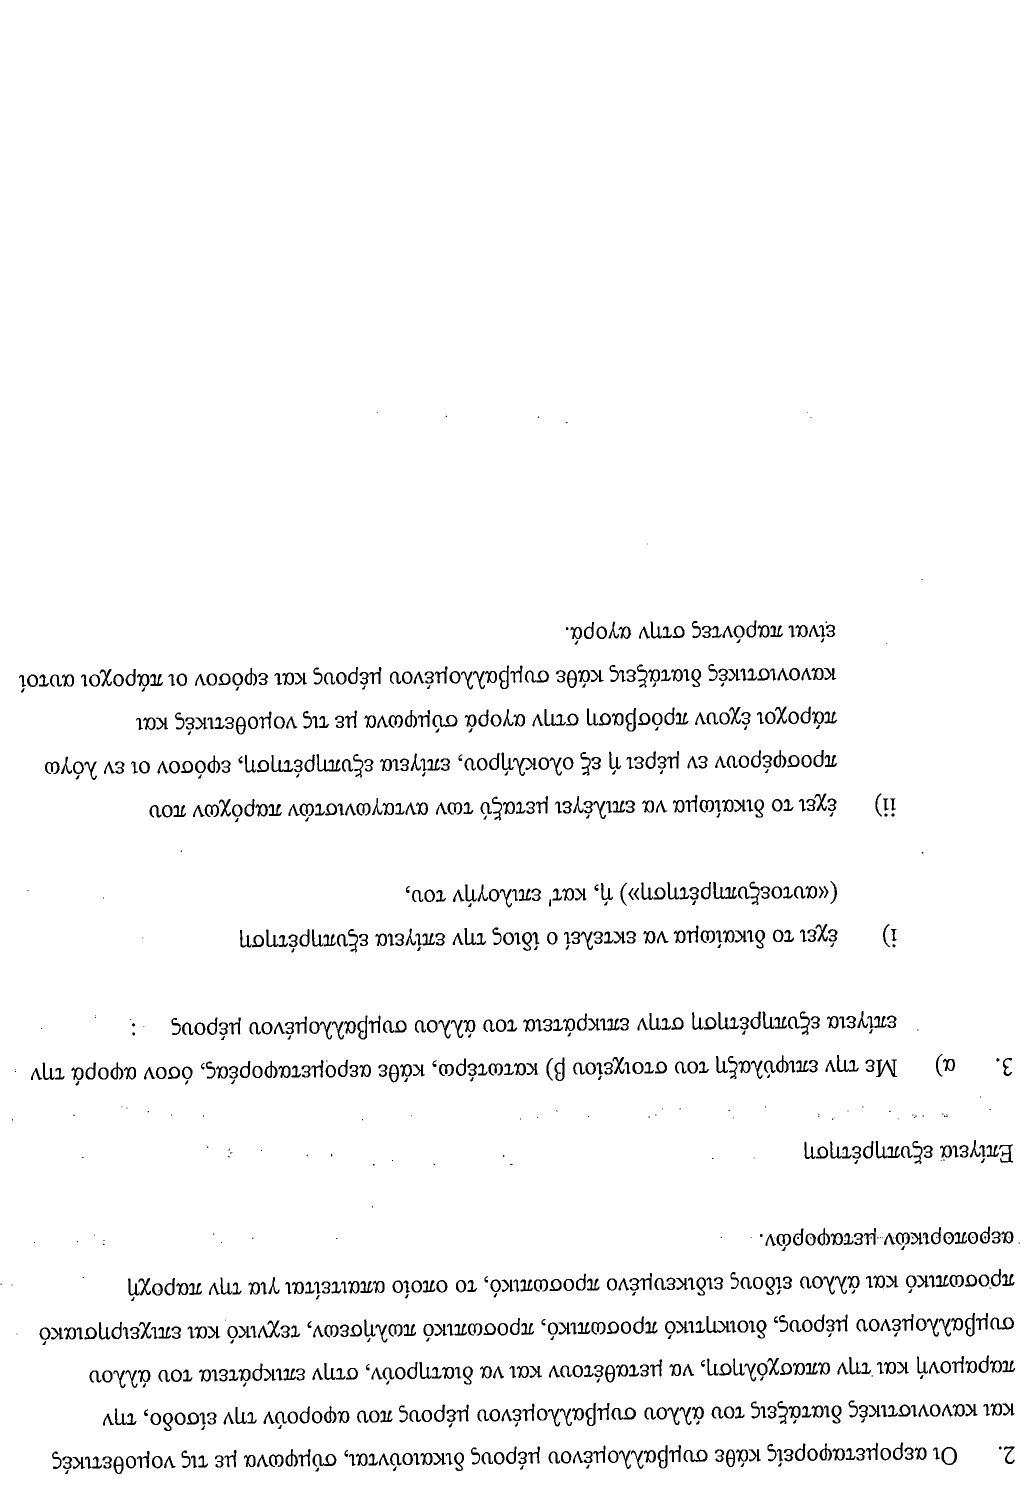 2. Οι αερομεταφορείς κάθε συμβαλλομένου μέρους δικαιούνται, σύμφωνα με τις νομοθετικές
και κανονιστικές διατάξεις του άλλου συμβαλλομένου μέρους που αφορούν την είσοδο, την
παραμονή και την απασχόληση, να μεταθέτουν και να διατηρούν, στην επικράτεια του άλλου
συμβαλλομένου μέρους, διοικητικό προσωπικό, προσωπικό πωλήσεων, τεχνικό και επιχειρησιακό
προσωπικό και άλλου είδους ειδικευμένο προσωπικό, το οποίο απαιτείται για την παροχή
αεροπορικών μεταφορών.
Επίγεια εξυπηρέτηση
3. α) Με την επιφύλαξη του στοιχείου β) κατωτέρω, κάθε αερομεταφορέας, όσον αφορά την
επίγεια εξυπηρέτηση στην επικράτεια του άλλου συμβαλλομένου μέρους :
i) έχει το δικαίωμα να εκτελεί ο ίδιος την επίγεια εξυπηρέτηση
(«αυτοεξυπηρέτηση») ή, κατ' επιλογήν του,
ii) έχει το δικαίωμα να επιλέγει μεταξύ των ανταγωνιστών παρόχων που
προσφέρουν εν μέρει ή εξ ολοκλήρου, επίγεια εξυπηρέτηση, εφόσον οι εν λόγω
πάροχοι έχουν πρόσβαση στην αγορά σύμφωνα με τις νομοθετικές και
κανονιστικές διατάξεις κάθε συμβαλλομένου μέρους και εφόσον οι πάροχοι αυτοί
είναι παρόντες στην αγορά.